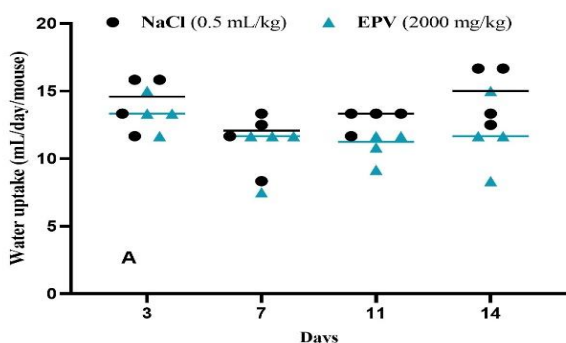 NaCl (0.5 mL/kg) EPV (2000 mg/kg)
Water uptake (mL/day/mouse)
20
15
10
5
0
A
3 7 11 14
Days